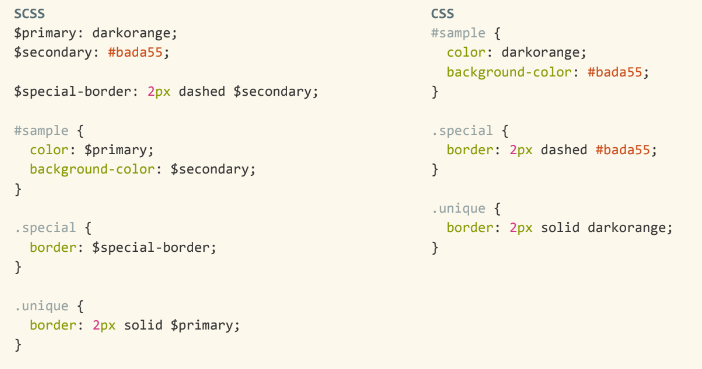 SCSS
$primary: darkorange;
$secondary: #bada55;

$special-border: 2px dashed $secondary;

#sample {
  color: $primary;
  background-color: $secondary;
}

.special {
  border: $special-border;
}

.unique {
  border: 2px solid $primary;
}

CSS
#sample {
  color: darkorange;
  background-color: #bada55;
}

.special {
  border: 2px dashed #bada55;
}

.unique {
  border: 2px solid darkorange;
}